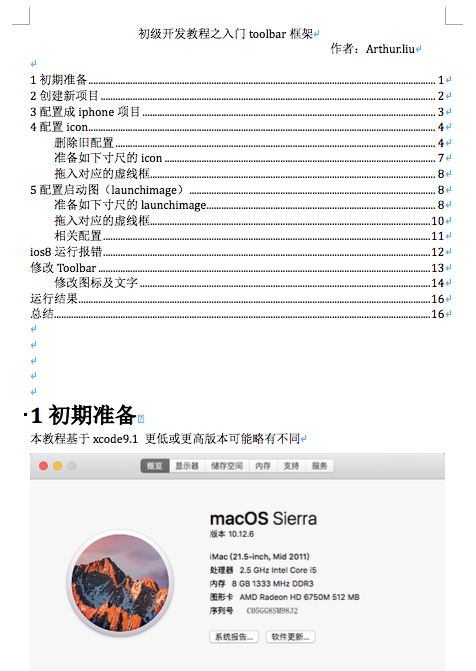 初级开发教程之入门 toolbar 框架
作者：Arthur.liu
1 初期准备 1
2 创建新项目 2
3 配置成 iphone 项目 3
4 配置 icon 4
删除旧配置 4
准备如下寸尺的 icon 7
拖入对应的虚线框 8
5 配置启动图（launchimage） 8
准备如下寸尺的 launchimage 8
拖入对应的虚线框 10
相关配置 11
ios8 运行报错 12
修改 Toolbar 13
修改图标及文字 14
运行结果 16
总结 16
1 初期准备
本教程基于 xcode9.1 更低或更高版本可能略有不同
概览 显示器 储存空间 内存 支持 服务
macOS Sierra
版本 10.12.6
iMac (21.5-inch, Mid 2011)
处理器 2.5 GHz Intel Core i5
内存 8 GB 1333 MHz DDR3
图形卡 AMD Radeon HD 6750M 512 MB
序列号 C05GG8SM98J2
系统报告... 软件更新...